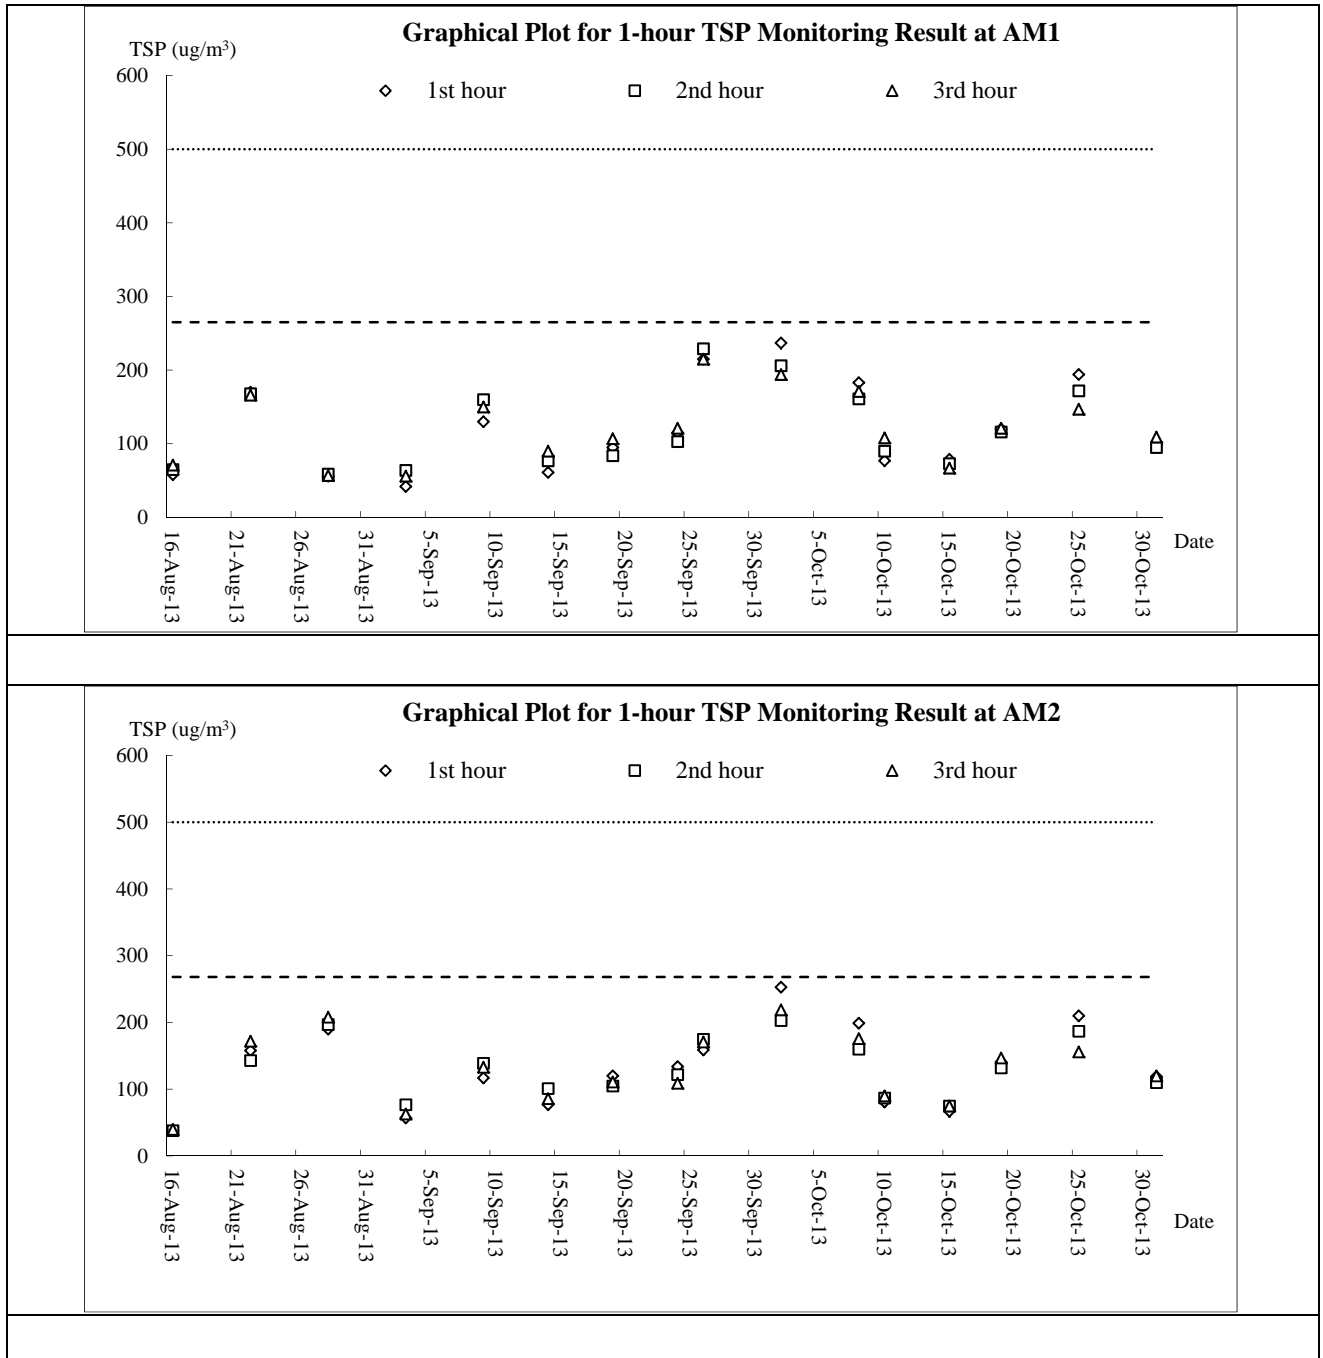 Graphical Plot for 1-hour TSP Monitoring Result at AM1
TSP (ug/m³)
1st hour 2nd hour 3rd hour
600
500
400
300
200
100
0
16-Aug-13
21-Aug-13
26-Aug-13
31-Aug-13
5-Sep-13
10-Sep-13
15-Sep-13
20-Sep-13
25-Sep-13
30-Sep-13
5-Oct-13
10-Oct-13
15-Oct-13
20-Oct-13
25-Oct-13
30-Oct-13
Date
Graphical Plot for 1-hour TSP Monitoring Result at AM2
TSP (ug/m³)
1st hour 2nd hour 3rd hour
600
500
400
300
200
100
0
16-Aug-13
21-Aug-13
26-Aug-13
31-Aug-13
5-Sep-13
10-Sep-13
15-Sep-13
20-Sep-13
25-Sep-13
30-Sep-13
5-Oct-13
10-Oct-13
15-Oct-13
20-Oct-13
25-Oct-13
30-Oct-13
Date